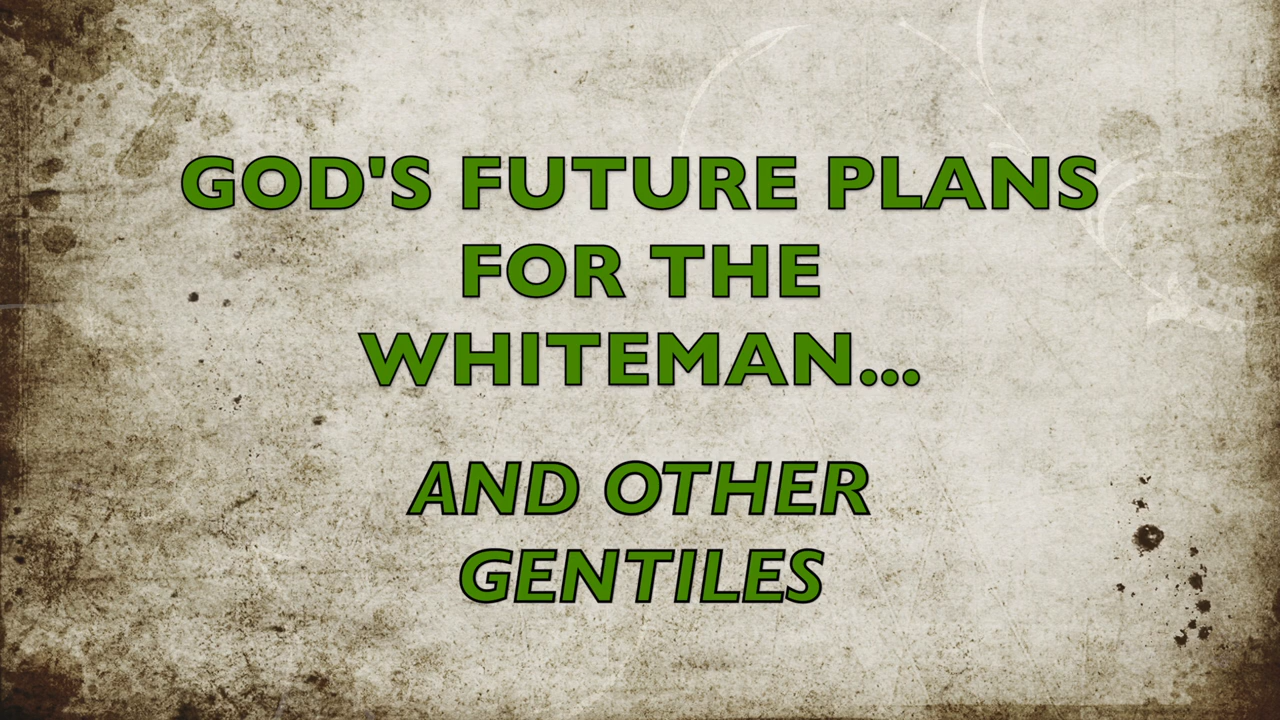 GOD'S FUTURE PLANS
FOR THE
WHITEMAN...
AND OTHER
GENTILES